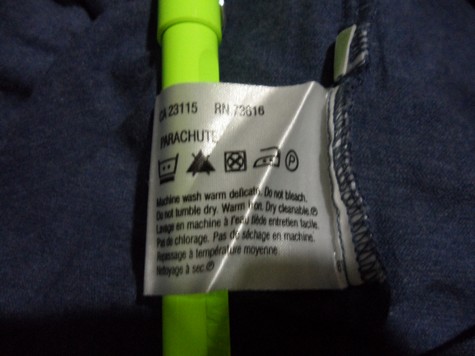 CA 23115 RN 73616
PARACHUTE
P
Machine wash warm delicato. Do not bleach.
Do not tumble dry. Warm Iron. Dry cleanable.Ⓟ
Lavage en machine à l'eau tiède entretien facile.
Pas de chlorage. Pas de séchage en machine.
Repassage à température moyenne.
Nettoyage à sec.Ⓟ